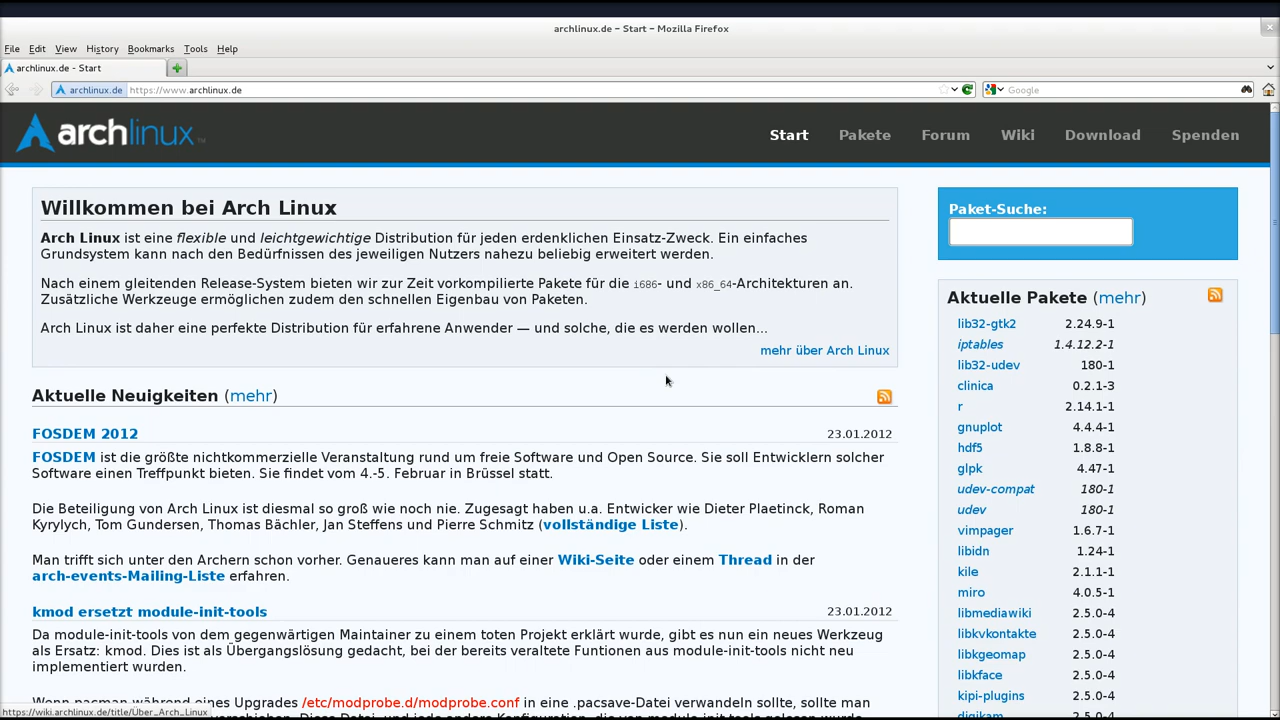 archlinux.de – Start – Mozilla Firefox
File Edit View History Bookmarks Tools Help
archlinux.de - Start
archlinux.de https://www.archlinux.de Google
archlinux™ Start Pakete Forum Wiki Download Spenden
Willkommen bei Arch Linux
Arch Linux ist eine flexible und leichtgewichtige Distribution für jeden erdenklichen Einsatz-Zweck. Ein einfaches
Grundsystem kann nach den Bedürfnissen des jeweiligen Nutzers nahezu beliebig erweitert werden.
Nach einem gleitenden Release-System bieten wir zur Zeit vorkompilierte Pakete für die i686- und x86_64-Architekturen an.
Zusätzliche Werkzeuge ermöglichen zudem den schnellen Eigenbau von Paketen.
Arch Linux ist daher eine perfekte Distribution für erfahrene Anwender — und solche, die es werden wollen...
mehr über Arch Linux
Aktuelle Neuigkeiten (mehr)
FOSDEM 2012 23.01.2012
FOSDEM ist die größte nichtkommerzielle Veranstaltung rund um freie Software und Open Source. Sie soll Entwicklern solcher
Software einen Treffpunkt bieten. Sie findet vom 4.-5. Februar in Brüssel statt.
Die Beteiligung von Arch Linux ist diesmal so groß wie noch nie. Zugesagt haben u.a. Entwicker wie Dieter Plaetinck, Roman
Kyrylych, Tom Gundersen, Thomas Bächler, Jan Steffens und Pierre Schmitz (vollständige Liste).
Man trifft sich unter den Archern schon vorher. Genaueres kann man auf einer Wiki-Seite oder einem Thread in der
arch-events-Mailing-Liste erfahren.
kmod ersetzt module-init-tools 23.01.2012
Da module-init-tools von dem gegenwärtigen Maintainer zu einem toten Projekt erklärt wurde, gibt es nun ein neues Werkzeug
als Ersatz: kmod. Dies ist als Übergangslösung gedacht, bei der bereits veraltete Funtionen aus module-init-tools nicht neu
implementiert wurden.
Wenn pacman während eines Upgrades /etc/modprobe.d/modprobe.conf in eine .pacsave-Datei verwandeln sollte, sollte man
https://wiki.archlinux.de/title/Über_Arch_Linux
Paket-Suche:
Aktuelle Pakete (mehr)
lib32-gtk2 2.24.9-1
iptables 1.4.12.2-1
lib32-udev 180-1
clinica 0.2.1-3
r 2.14.1-1
gnuplot 4.4.4-1
hdf5 1.8.8-1
glpk 4.47-1
udev-compat 180-1
udev 180-1
vimpager 1.6.7-1
libidn 1.24-1
kile 2.1.1-1
miro 4.0.5-1
libmediawiki 2.5.0-4
libkvkontakte 2.5.0-4
libkgeomap 2.5.0-4
libkface 2.5.0-4
kipi-plugins 2.5.0-4
digikam